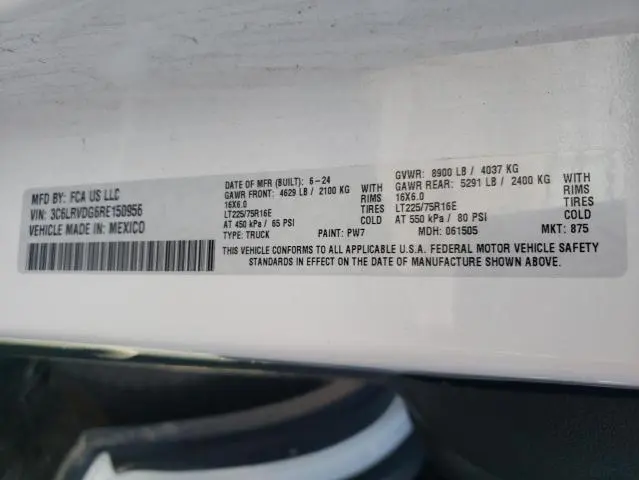 MFD BY: FCA US LLC
VIN: 3C6LRVDG6RE150956
VEHICLE MADE IN: MEXICO
DATE OF MFR (BUILT): 6-24
GAWR FRONT: 4629 LB / 2100 KG WITH
16X6.0 RIMS
LT225/75R16E TIRES
AT 450 kPa / 65 PSI COLD
TYPE: TRUCK PAINT: PW7
GVWR: 8900 LB / 4037 KG
GAWR REAR: 5291 LB / 2400 KG WITH
16X6.0 RIMS
LT225/75R16E TIRES
AT 550 kPa / 80 PSI COLD
MDH: 061505 MKT: 875
THIS VEHICLE CONFORMS TO ALL APPLICABLE U.S.A. FEDERAL MOTOR VEHICLE SAFETY
STANDARDS IN EFFECT ON THE DATE OF MANUFACTURE SHOWN ABOVE.